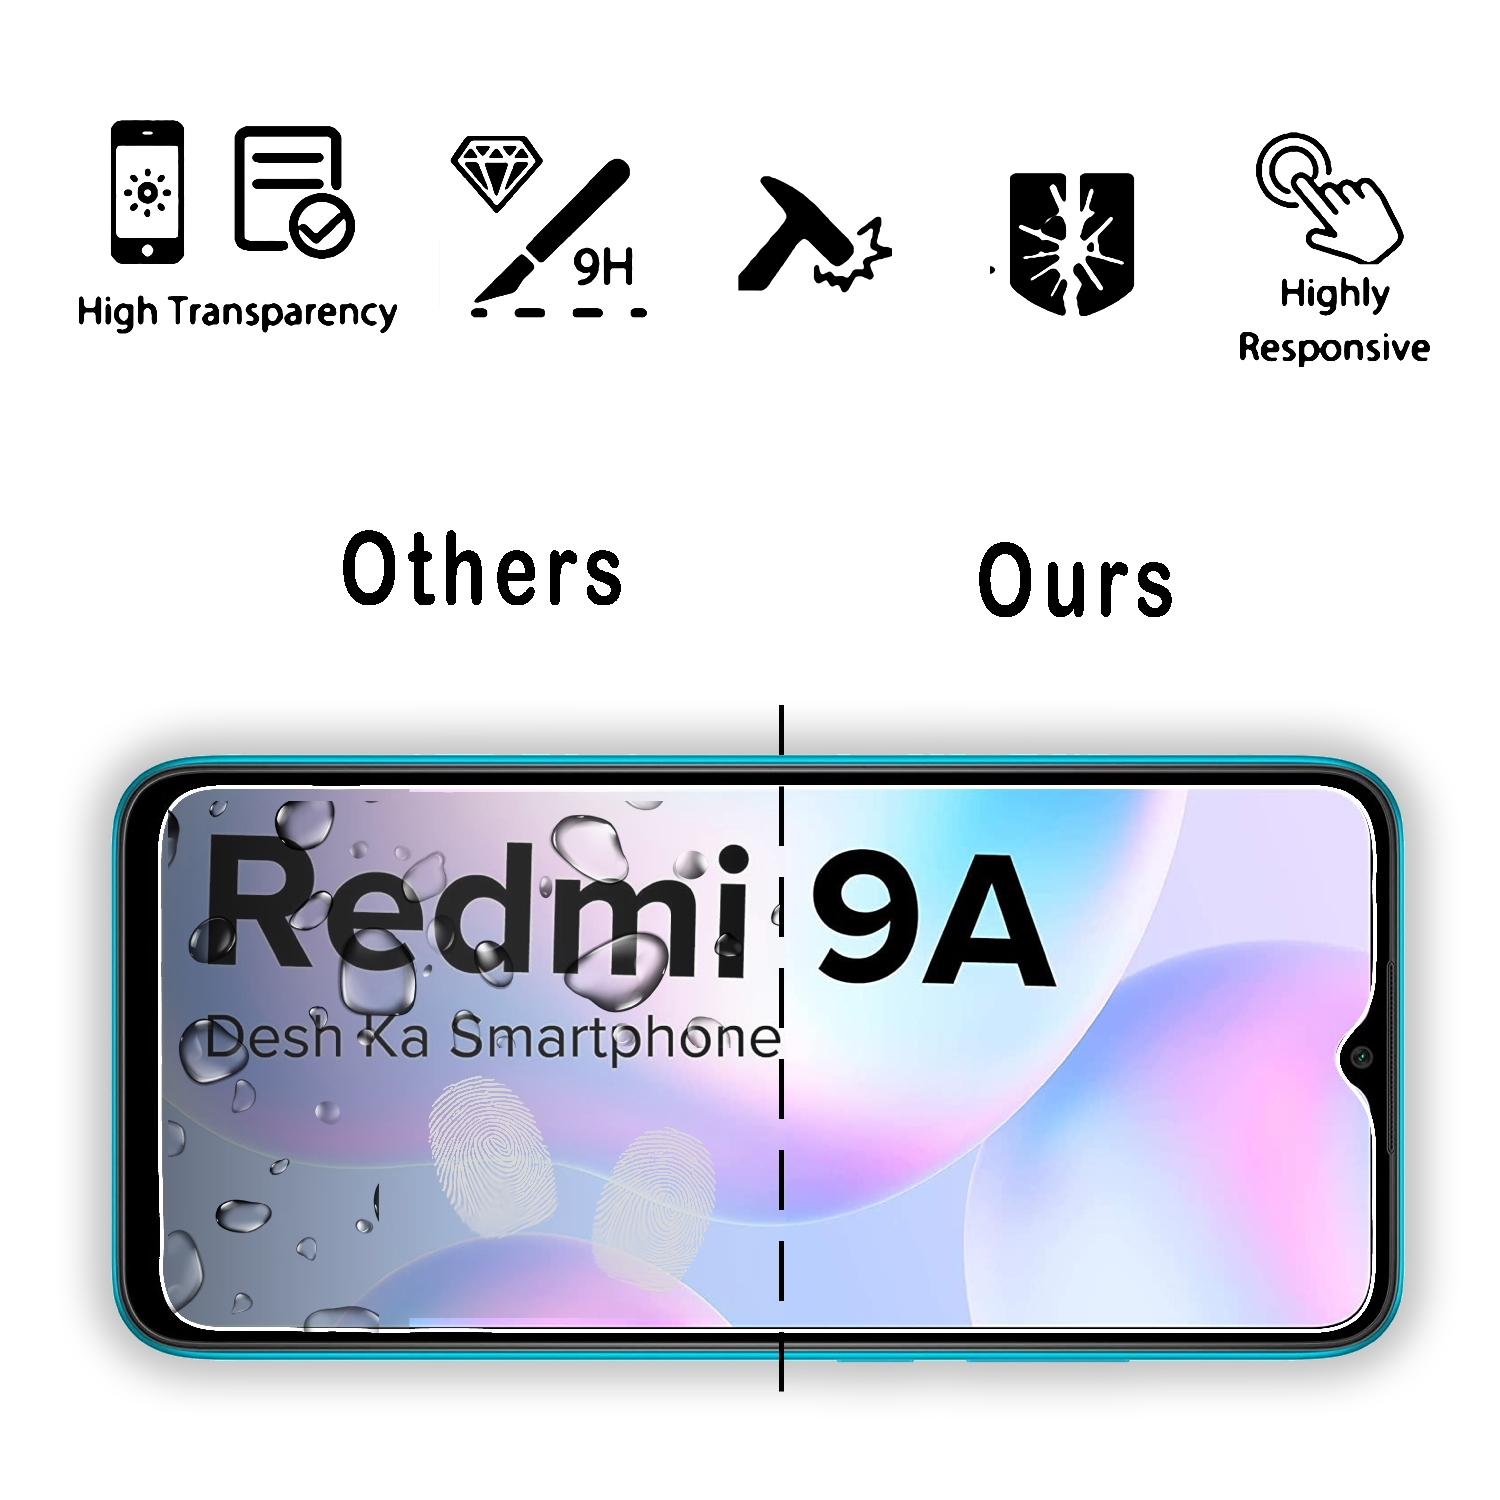 High Transparency
9H
Highly
Responsive
Others
Ours
Redmi 9A
Desh Ka Smartphone